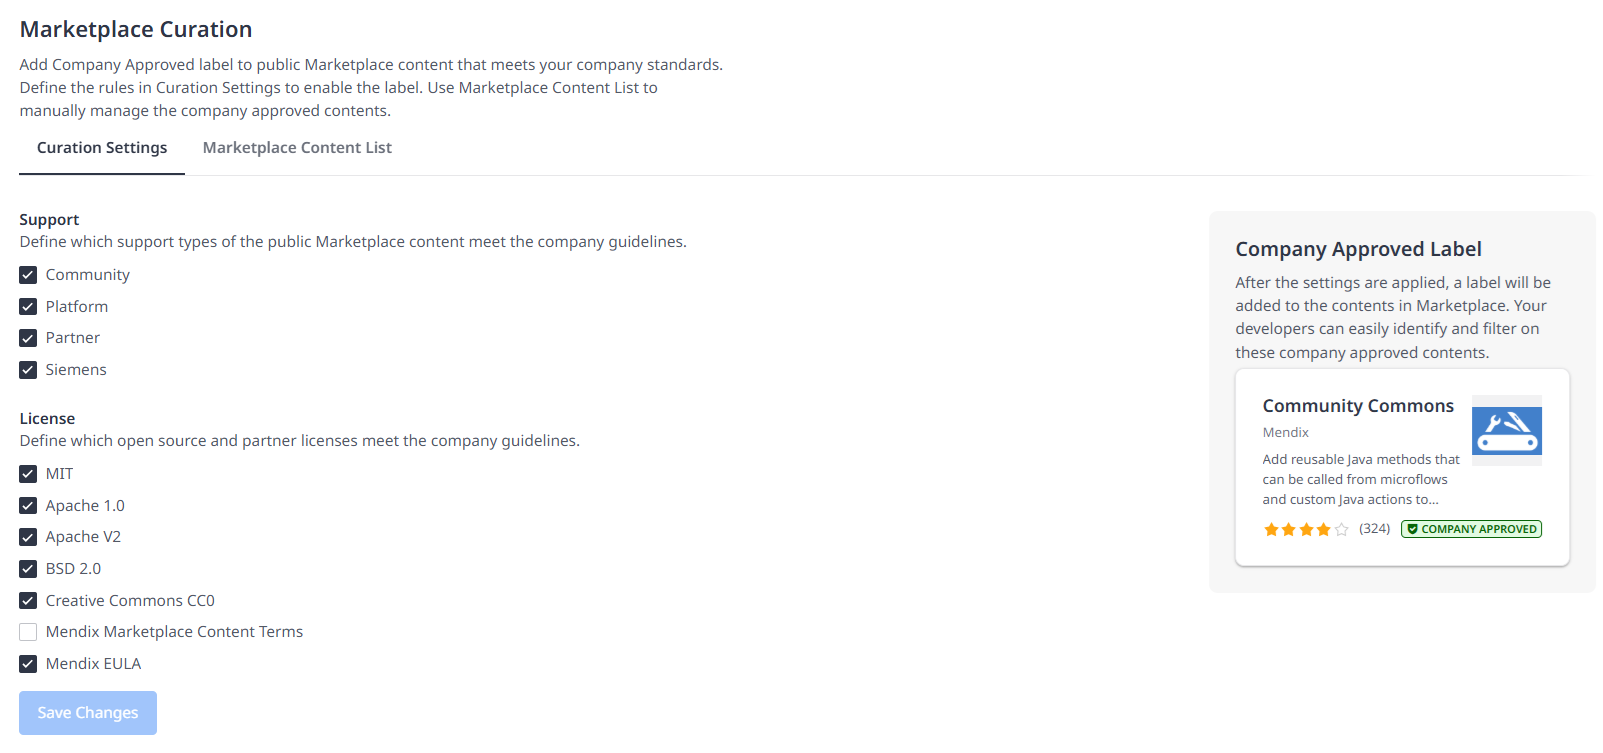 Marketplace Curation
Add Company Approved label to public Marketplace content that meets your company standards.
Define the rules in Curation Settings to enable the label. Use Marketplace Content List to
manually manage the company approved contents.
Curation Settings
Marketplace Content List
Support
Define which support types of the public Marketplace content meet the company guidelines.
Community
Platform
Partner
Siemens
License
Define which open source and partner licenses meet the company guidelines.
MIT
Apache 1.0
Apache V2
BSD 2.0
Creative Commons CC0
Mendix Marketplace Content Terms
Mendix EULA
Save Changes
Company Approved Label
After the settings are applied, a label will be
added to the contents in Marketplace. Your
developers can easily identify and filter on
these company approved contents.
Community Commons
Mendix
Add reusable Java methods that
can be called from microflows
and custom Java actions to...
(324) COMPANY APPROVED